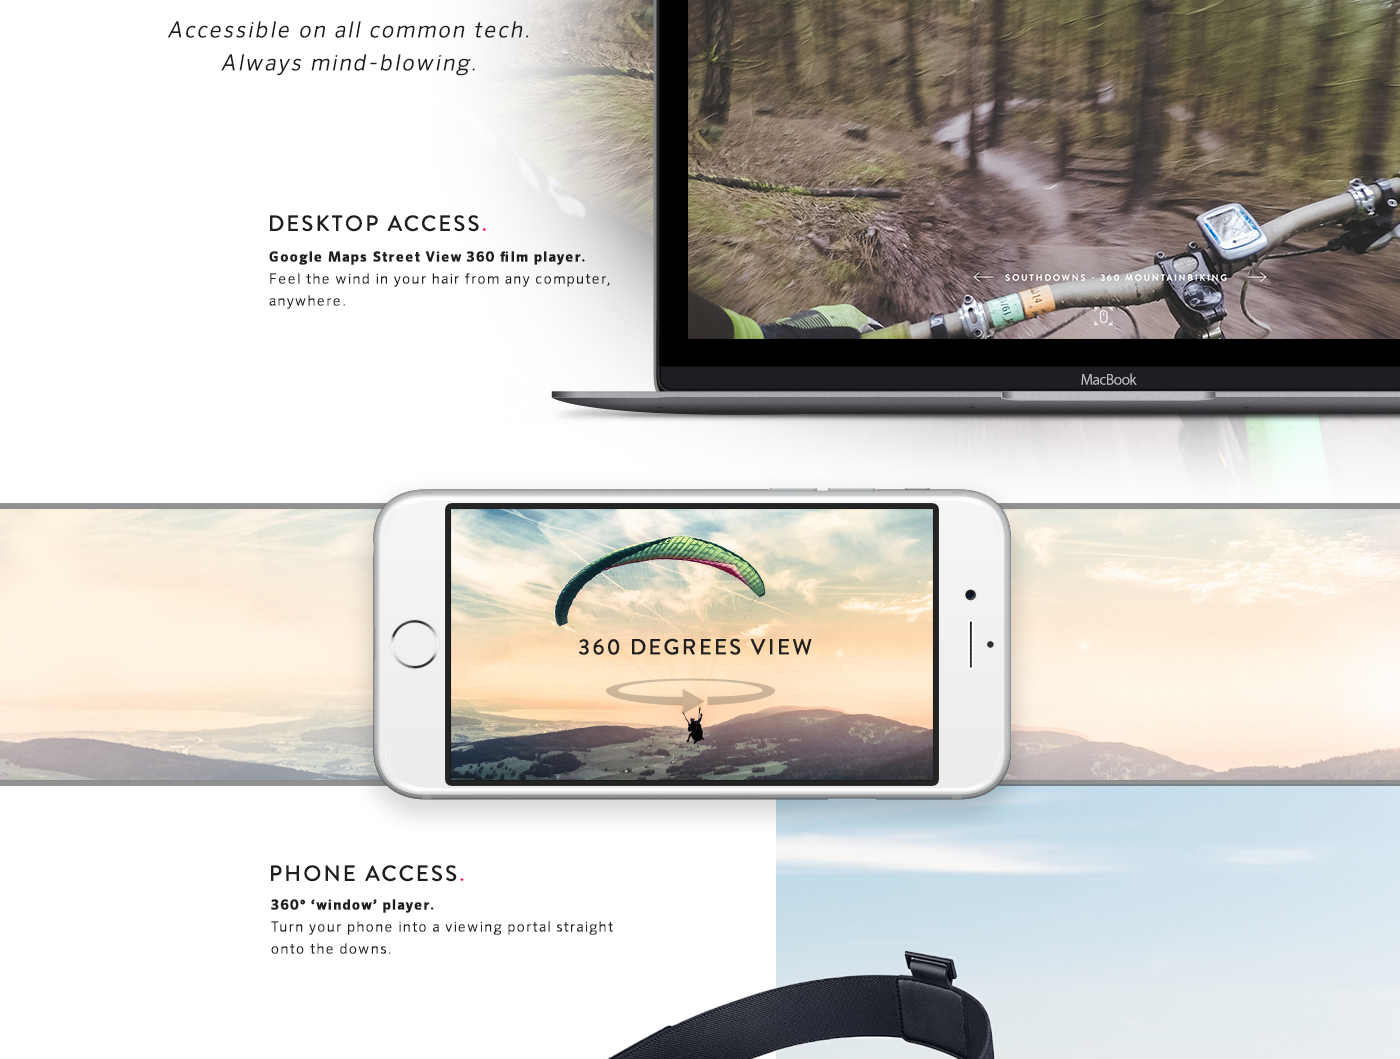 Accessible on all common tech.
Always mind-blowing.
DESKTOP ACCESS.
Google Maps Street View 360 film player.
Feel the wind in your hair from any computer,
anywhere.
SOUTHDOWNS - 360 MOUNTAINBIKING
MacBook
360 DEGREES VIEW
PHONE ACCESS.
360° ‘window’ player.
Turn your phone into a viewing portal straight
onto the downs.